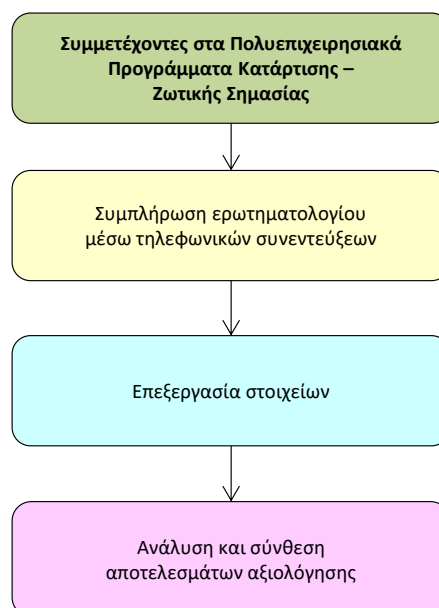 Συμμετέχοντες στα Πολυεπιχειρησιακά
Προγράμματα Κατάρτισης –
Ζωτικής Σημασίας
Συμπλήρωση ερωτηματολογίου
μέσω τηλεφωνικών συνεντεύξεων
Επεξεργασία στοιχείων
Ανάλυση και σύνθεση
αποτελεσμάτων αξιολόγησης